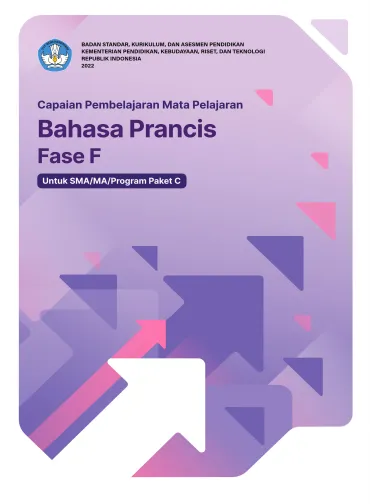 BADAN STANDAR, KURIKULUM, DAN ASESMEN PENDIDIKAN
KEMENTERIAN PENDIDIKAN, KEBUDAYAAN, RISET, DAN TEKNOLOGI
REPUBLIK INDONESIA
2022
Capaian Pembelajaran Mata Pelajaran
Bahasa Prancis
Fase F
Untuk SMA/MA/Program Paket C